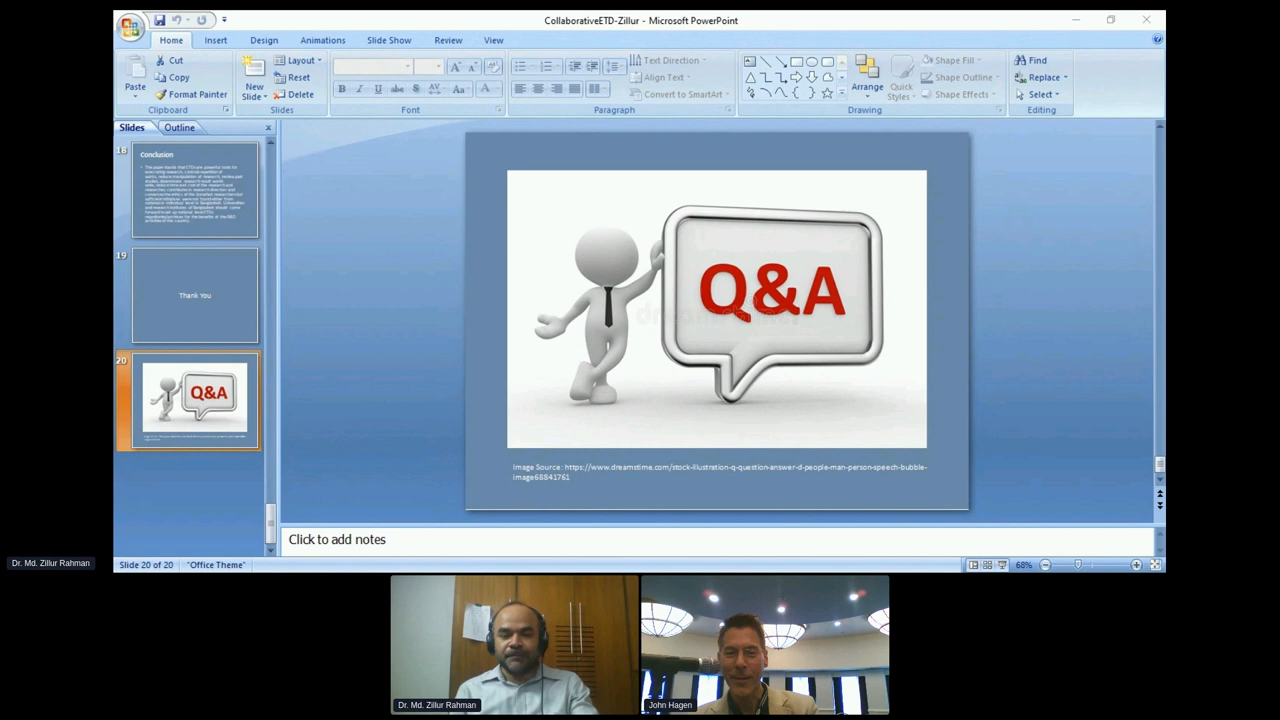 CollaborativeETD-Zillur - Microsoft PowerPoint
Home Insert Design Animations Slide Show Review View
Cut
Copy
Format Painter
Paste
Clipboard
New
Slide
Layout
Reset
Delete
Slides
B I U abc S AV Aa A
Font
Text Direction
Align Text
Convert to SmartArt
Paragraph
Arrange
Quick
Styles
Shape Fill
Shape Outline
Shape Effects
Drawing
Find
Replace
Select
Editing
Slides Outline
18
Conclusion
19
Thank You
20
Q&A
Q&A
Image Source: https://www.dreamstime.com/stock-illustration-q-question-answer-d-people-man-person-speech-bubble-
image68841761
Click to add notes
Dr. Md. Zillur Rahman
Slide 20 of 20 "Office Theme" 68%
Dr. Md. Zillur Rahman
John Hagen